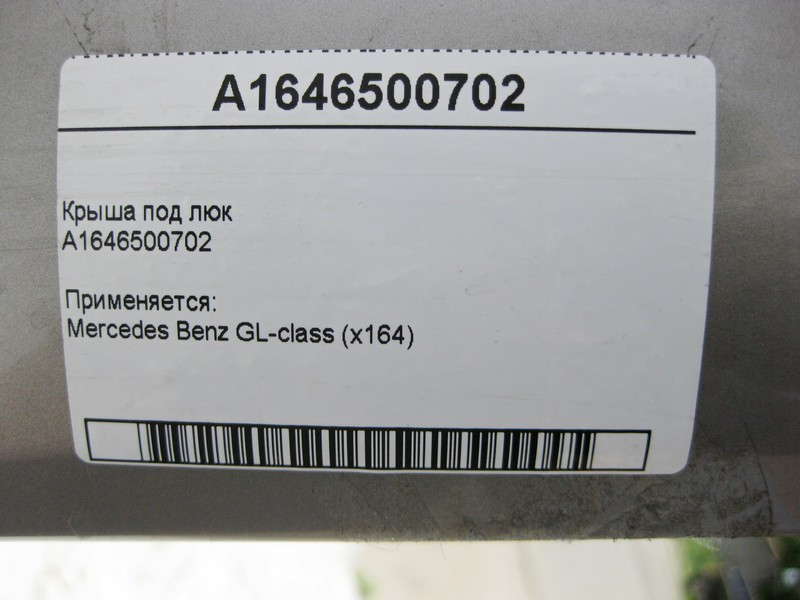 A1646500702
Крыша под люк
A1646500702
Применяется:
Mercedes Benz GL-class (x164)